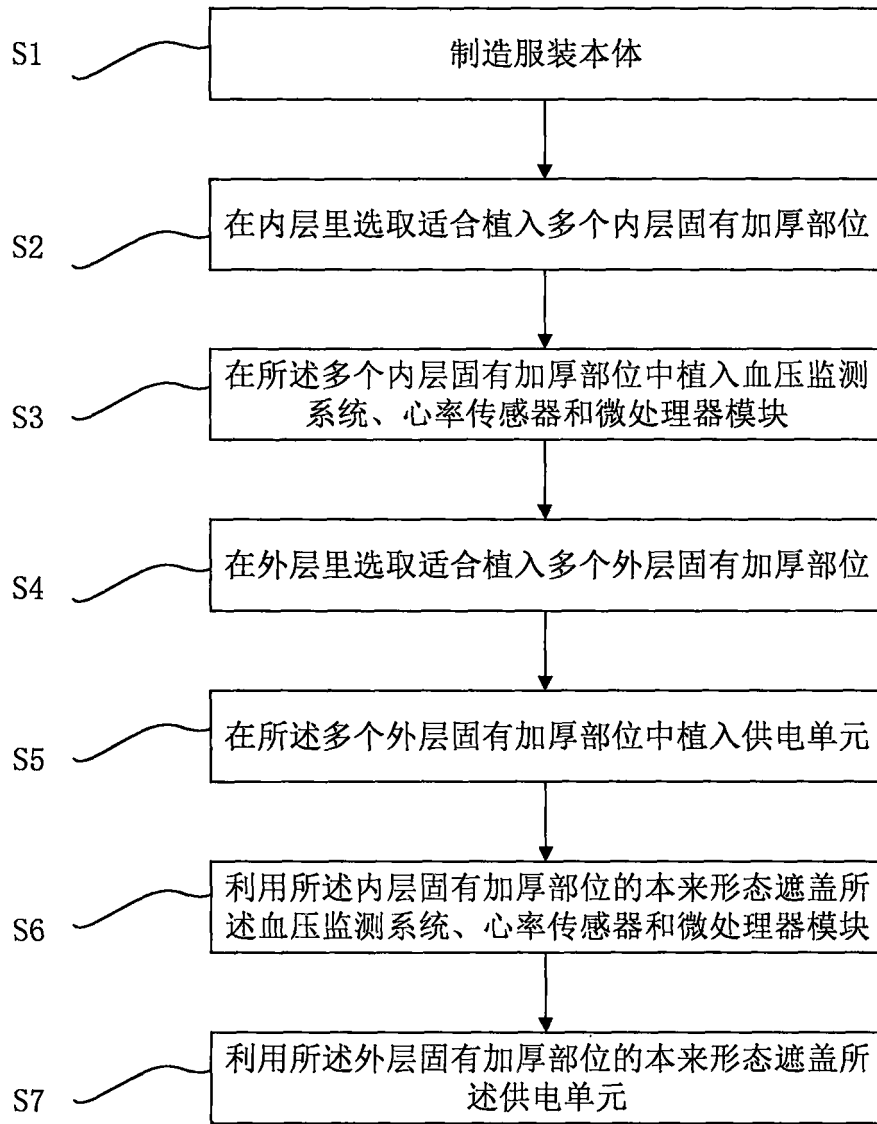 S1
制造服装本体
S2
在内层里选取适合植入多个内层固有加厚部位
S3
在所述多个内层固有加厚部位中植入血压监测
系统、心率传感器和微处理器模块
S4
在外层里选取适合植入多个外层固有加厚部位
S5
在所述多个外层固有加厚部位中植入供电单元
S6
利用所述内层固有加厚部位的本来形态遮盖所
述血压监测系统、心率传感器和微处理器模块
S7
利用所述外层固有加厚部位的本来形态遮盖所
述供电单元